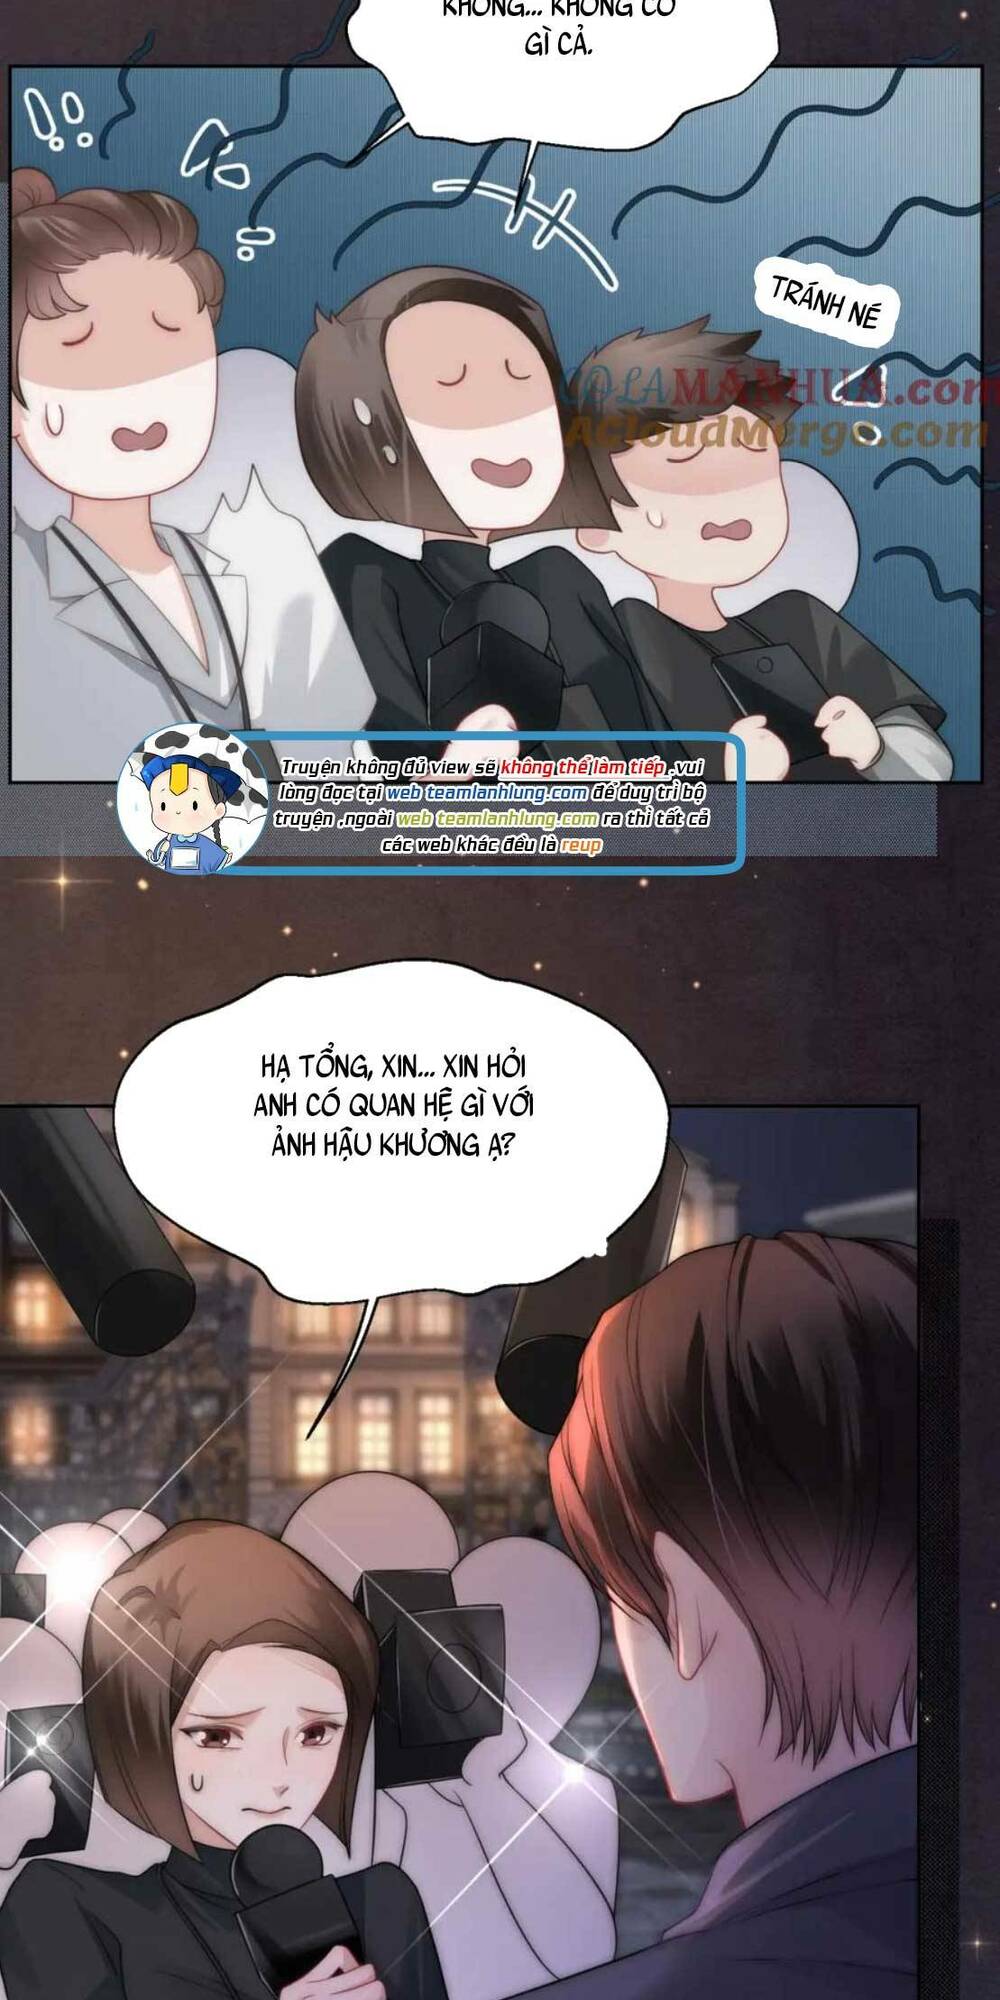 KHÔNG... KHÔNG CÓ
GÌ CẢ.
TRÁNH NÉ
COLAMANHUA.com
ACloudMerge.com
Truyện không đủ view sẽ không thể làm tiếp ,vui
lòng đọc tại web teamlanhlung.com để duy trì bộ
truyện ,ngoài web teamlanhlung.com ra thì tất cả
các web khác đều là reup
HẠ TỔNG, XIN... XIN HỎI
ANH CÓ QUAN HỆ GÌ VỚI
ẢNH HẬU KHƯƠNG Ạ?